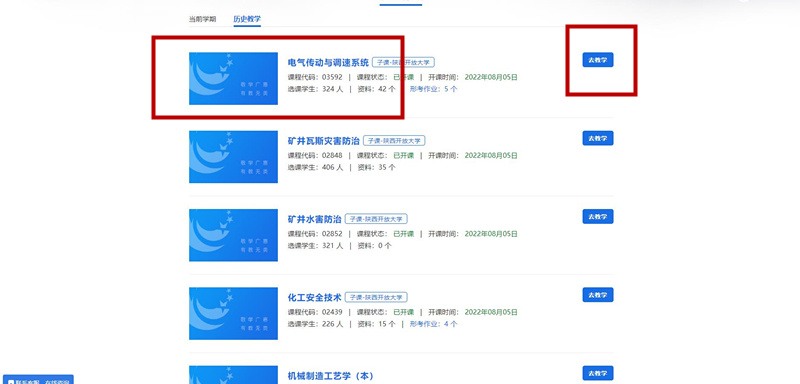 当前学期 历史教学
电气传动与调速系统 子课-陕西开放大学 去教学
课程代码：03592 | 课程状态：已开课 | 开课时间：2022年08月05日
选课学生：324 人 | 资料：42 个 形考作业：5 个
矿井瓦斯灾害防治 子课-陕西开放大学 去教学
课程代码：02848 | 课程状态：已开课 | 开课时间：2022年08月05日
选课学生：406 人 | 资料：35 个
矿井水害防治 子课-陕西开放大学 去教学
课程代码：02852 | 课程状态：已开课 | 开课时间：2022年08月05日
选课学生：321 人 | 资料：0 个
化工安全技术 子课-陕西开放大学 去教学
课程代码：02439 | 课程状态：已开课 | 开课时间：2022年08月05日
选课学生：226 人 | 资料：15 个 | 形考作业：4 个
机械制造工艺学（本） 去教学